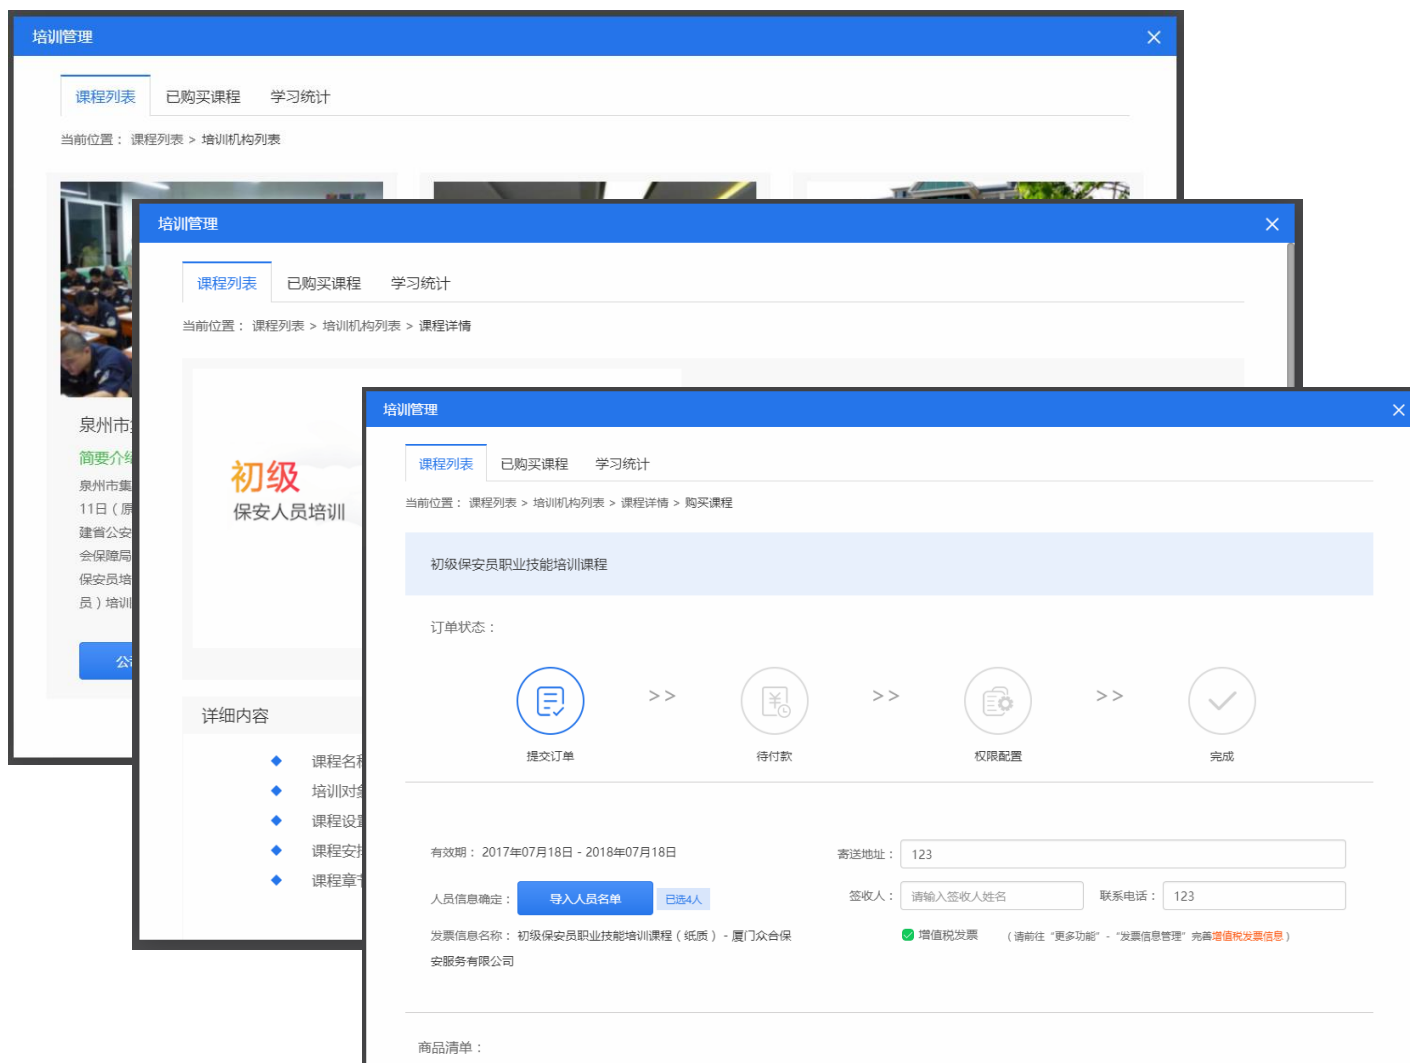 培训管理
课程列表 已购买课程 学习统计
当前位置： 课程列表 > 培训机构列表
泉州市
简要介
泉州市集
11日（原
建省公安
会保障局
保安员培
员）培训
公
培训管理
课程列表 已购买课程 学习统计
当前位置： 课程列表 > 培训机构列表 > 课程详情
初级
保安人员培训
详细内容
课程名
培训对
课程设
课程安
课程章
培训管理
课程列表 已购买课程 学习统计
当前位置： 课程列表 > 培训机构列表 > 课程详情 > 购买课程
初级保安员职业技能培训课程
订单状态：
>> >> >>
提交订单 待付款 权限配置 完成
有效期： 2017年07月18日 - 2018年07月18日
寄送地址： 123
人员信息确定： 导入人员名单 已选4人
签收人： 请输入签收人姓名 联系电话： 123
发票信息名称： 初级保安员职业技能培训课程（纸质） - 厦门众合保
安服务有限公司
增值税发票 （请前往“更多功能” - “发票信息管理” 完善增值税发票信息）
商品清单：